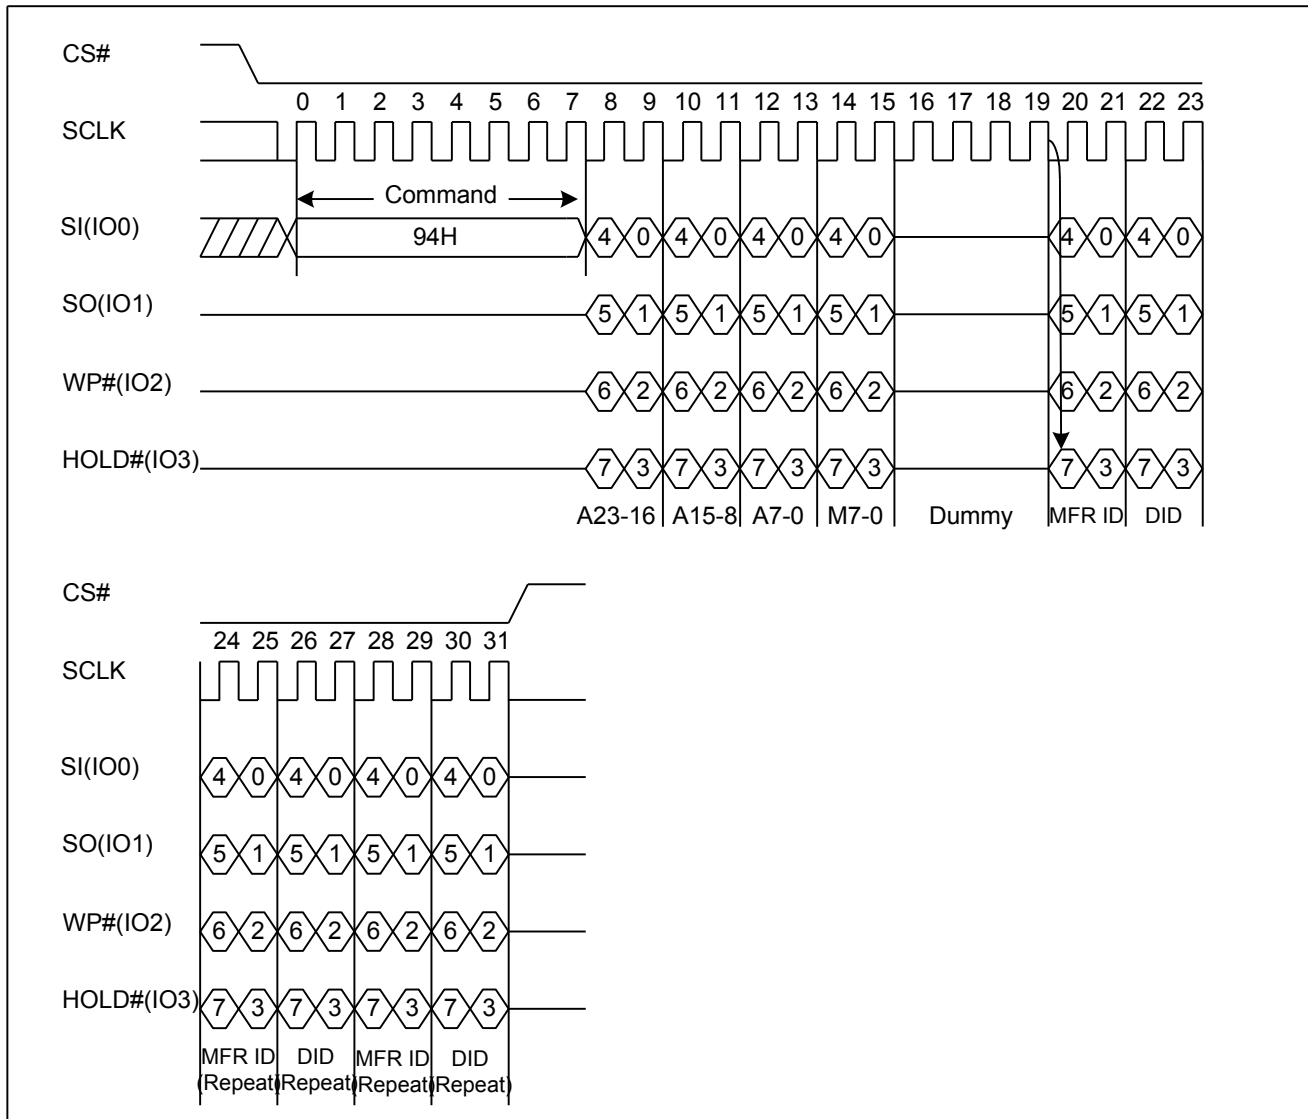 CS#
0 1 2 3 4 5 6 7 8 9 10 11 12 13 14 15 16 17 18 19 20 21 22 23
SCLK
Command
SI(IO0) 94H 4 0 4 0 4 0 4 0 4 0 4 0
SO(IO1) 5 1 5 1 5 1 5 1 5 1 5 1
WP#(IO2) 6 2 6 2 6 2 6 2 6 2 6 2
HOLD#(IO3) 7 3 7 3 7 3 7 3 7 3 7 3
A23-16 A15-8 A7-0 M7-0 Dummy MFR ID DID
CS#
24 25 26 27 28 29 30 31
SCLK
SI(IO0) 4 0 4 0 4 0 4 0
SO(IO1) 5 1 5 1 5 1 5 1
WP#(IO2) 6 2 6 2 6 2 6 2
HOLD#(IO3) 7 3 7 3 7 3 7 3
MFR ID DID MFR ID DID
(Repeat) (Repeat) (Repeat) (Repeat)